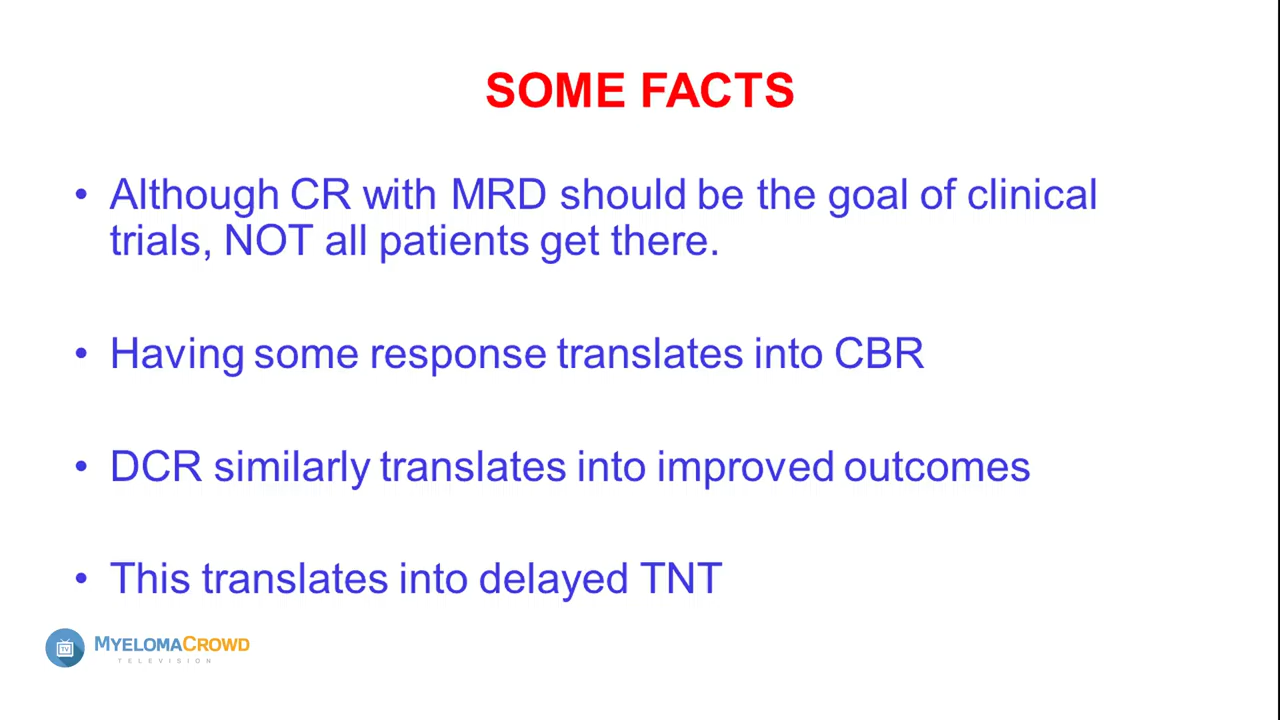 SOME FACTS
• Although CR with MRD should be the goal of clinical
trials, NOT all patients get there.
• Having some response translates into CBR
• DCR similarly translates into improved outcomes
• This translates into delayed TNT
TV
MYELOMACROWD
TELEVISION